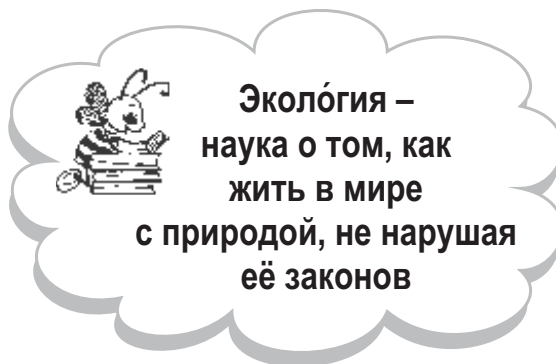 Эколо́гия –
наука о том, как
жить в мире
с природой, не нарушая
её законов